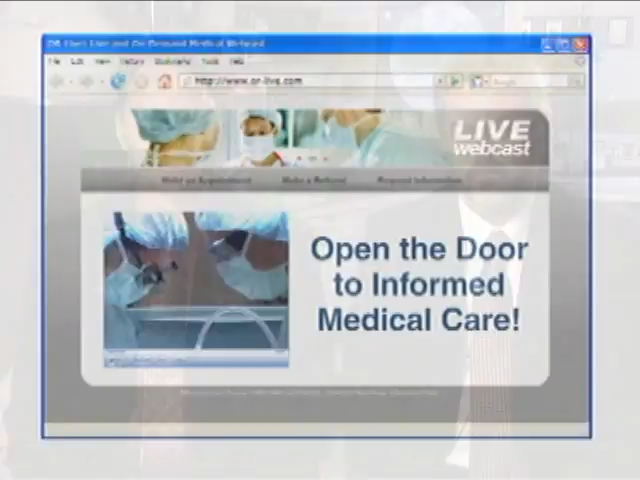 OR-Live: Live and On-Demand Medical Webcast
File Edit View History Bookmarks Tools Help
http://www.or-live.com
Google
LIVE
webcast
Make an Appointment Make a Referral Request Information
Open the Door
to Informed
Medical Care!